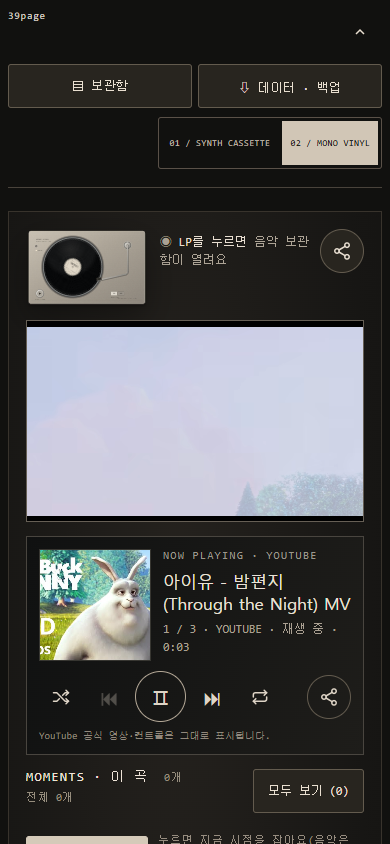 39page
▤ 보관함
⇩ 데이터 · 백업
01 / SYNTH CASSETTE
02 / MONO VINYL
LP를 누르면 음악 보관
함이 열려요
Buck
NNY
D
os
NOW PLAYING · YOUTUBE
아이유 - 밤편지
(Through the Night) MV
1 / 3 · YOUTUBE · 재생 중 ·
0:03
YouTube 공식 영상·컨트롤은 그대로 표시됩니다.
MOMENTS · 이 곡 0개
전체 0개
모두 보기 (0)
누르면 지금 시점을 잡아요(음악은